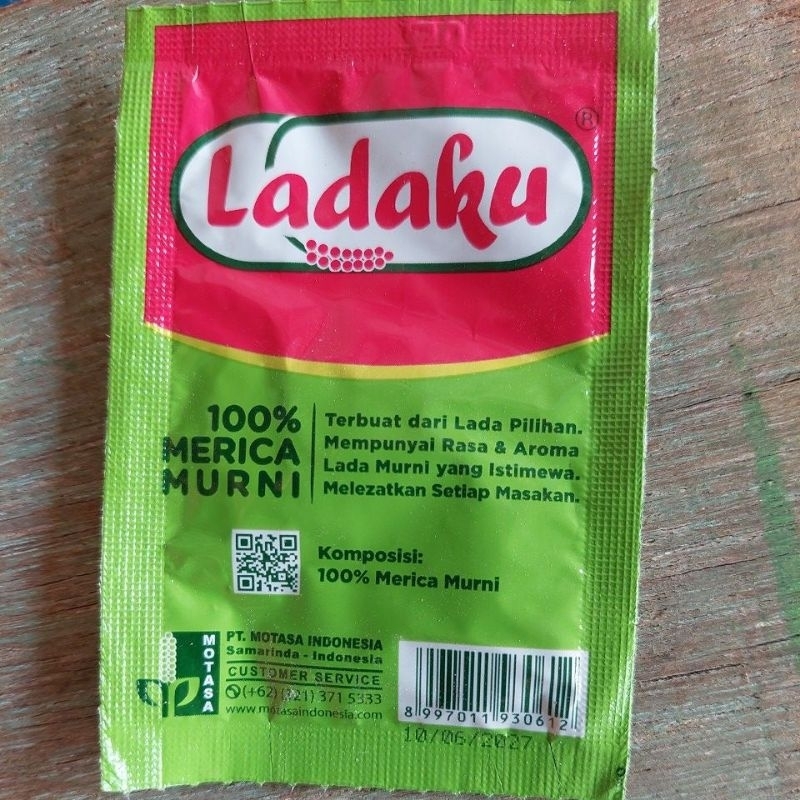 Ladaku
®
100%
MERICA
MURNI
Terbuat dari Lada Pilihan.
Mempunyai Rasa & Aroma
Lada Murni yang Istimewa.
Melezatkan Setiap Masakan.
Komposisi:
100% Merica Murni
MOTASA
PT. MOTASA INDONESIA
Samarinda - Indonesia
CUSTOMER SERVICE
(+62) (321) 371 5333
www.motasaindonesia.com
8 997011 930612
10/06/2027